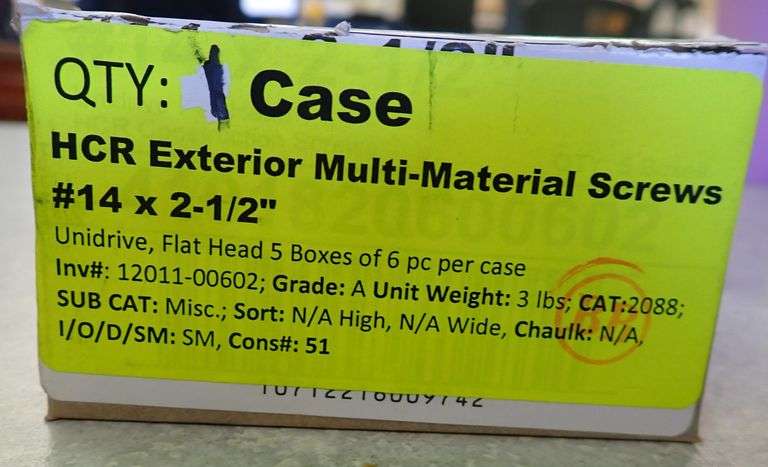 QTY: 1 Case
HCR Exterior Multi-Material Screws
#14 x 2-1/2"
Unidrive, Flat Head 5 Boxes of 6 pc per case
Inv#: 12011-00602; Grade: A Unit Weight: 3 lbs; CAT:2088;
SUB CAT: Misc.; Sort: N/A High, N/A Wide, Chaulk: N/A,
I/O/D/SM: SM, Cons#: 51
10712216009742